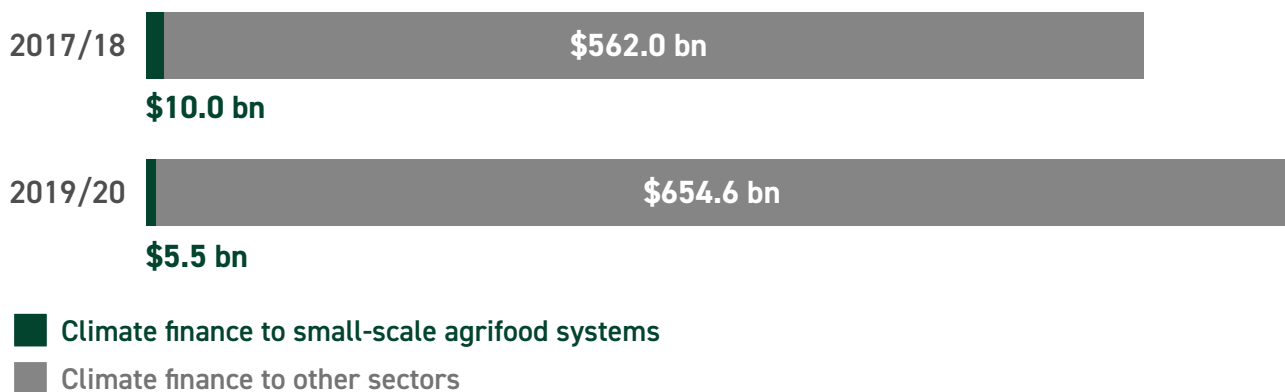 2017/18
$562.0 bn
$10.0 bn
2019/20
$654.6 bn
$5.5 bn
Climate finance to small-scale agrifood systems
Climate finance to other sectors